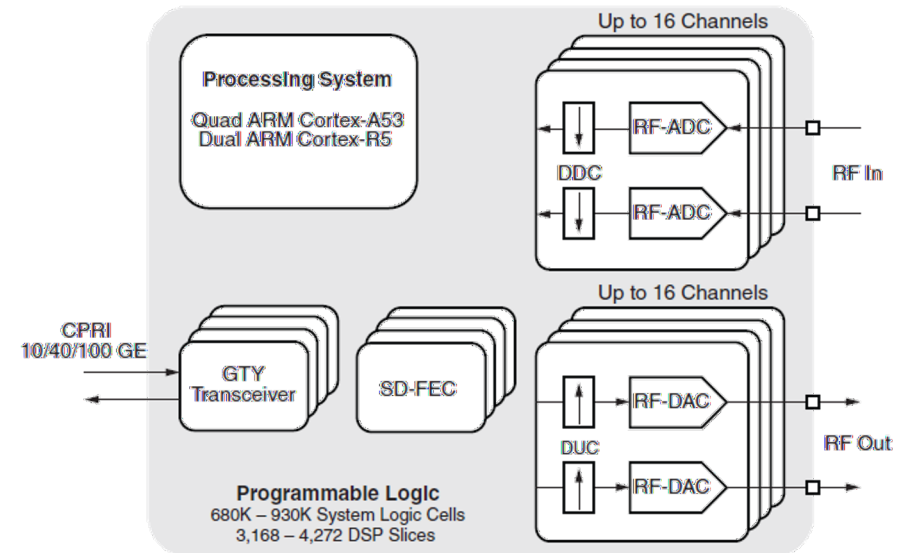 Up to 16 Channels
Processing System
Quad ARM Cortex-A53
Dual ARM Cortex-R5
RF-ADC
DDC
RF In
RF-ADC
Up to 16 Channels
CPRI
10/40/100 GE
GTY
Transceiver
SD-FEC
RF-DAC
DUC
RF Out
RF-DAC
Programmable Logic
680K – 930K System Logic Cells
3,168 – 4,272 DSP Slices